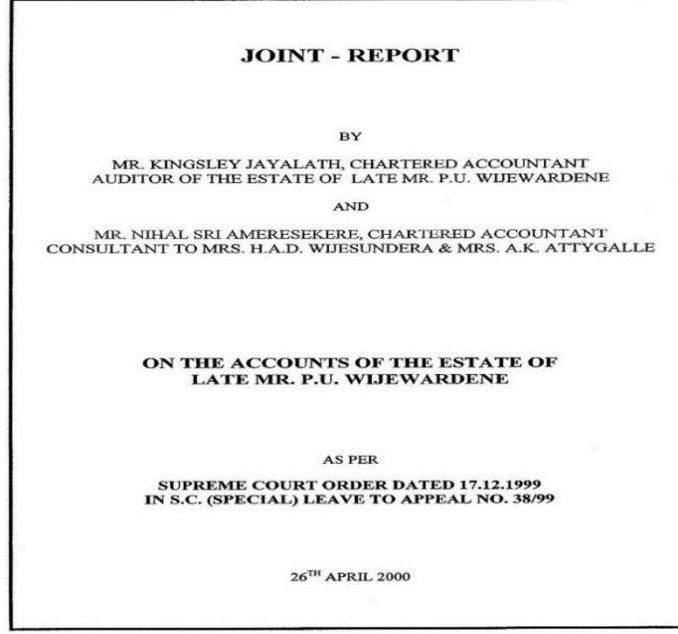 JOINT - REPORT
BY
MR. KINGSLEY JAYALATH, CHARTERED ACCOUNTANT
AUDITOR OF THE ESTATE OF LATE MR. P.U. WIJEWARDENE
AND
MR. NIHAL SRI AMERESEKERE, CHARTERED ACCOUNTANT
CONSULTANT TO MRS. H.A.D. WIJESUNDERA & MRS. A.K. ATTYGALLE
ON THE ACCOUNTS OF THE ESTATE OF
LATE MR. P.U. WIJEWARDENE
AS PER
SUPREME COURT ORDER DATED 17.12.1999
IN S.C. (SPECIAL) LEAVE TO APPEAL NO. 38/99
26TH APRIL 2000